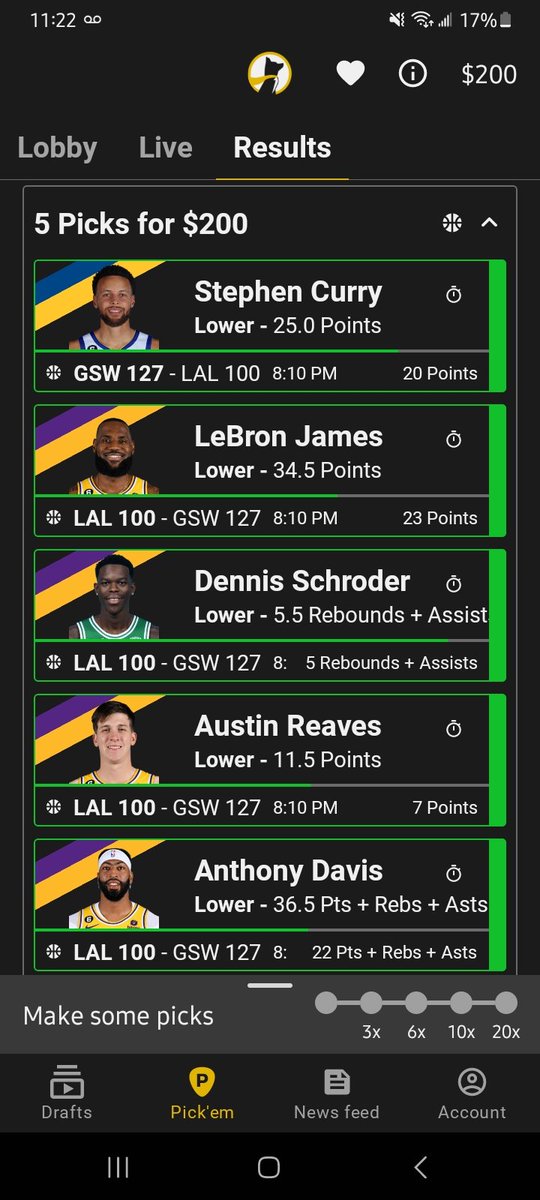 11:22 17%
$200
Lobby Live Results
5 Picks for $200
Stephen Curry
Lower - 25.0 Points
GSW 127 - LAL 100 8:10 PM 20 Points
LeBron James
Lower - 34.5 Points
LAL 100 - GSW 127 8:10 PM 23 Points
Dennis Schroder
Lower - 5.5 Rebounds + Assist
LAL 100 - GSW 127 8: 5 Rebounds + Assists
Austin Reaves
Lower - 11.5 Points
LAL 100 - GSW 127 8:10 PM 7 Points
Anthony Davis
Lower - 36.5 Pts + Rebs + Asts
LAL 100 - GSW 127 8: 22 Pts + Rebs + Asts
Make some picks
3x 6x 10x 20x
P
Drafts Pick'em News feed Account